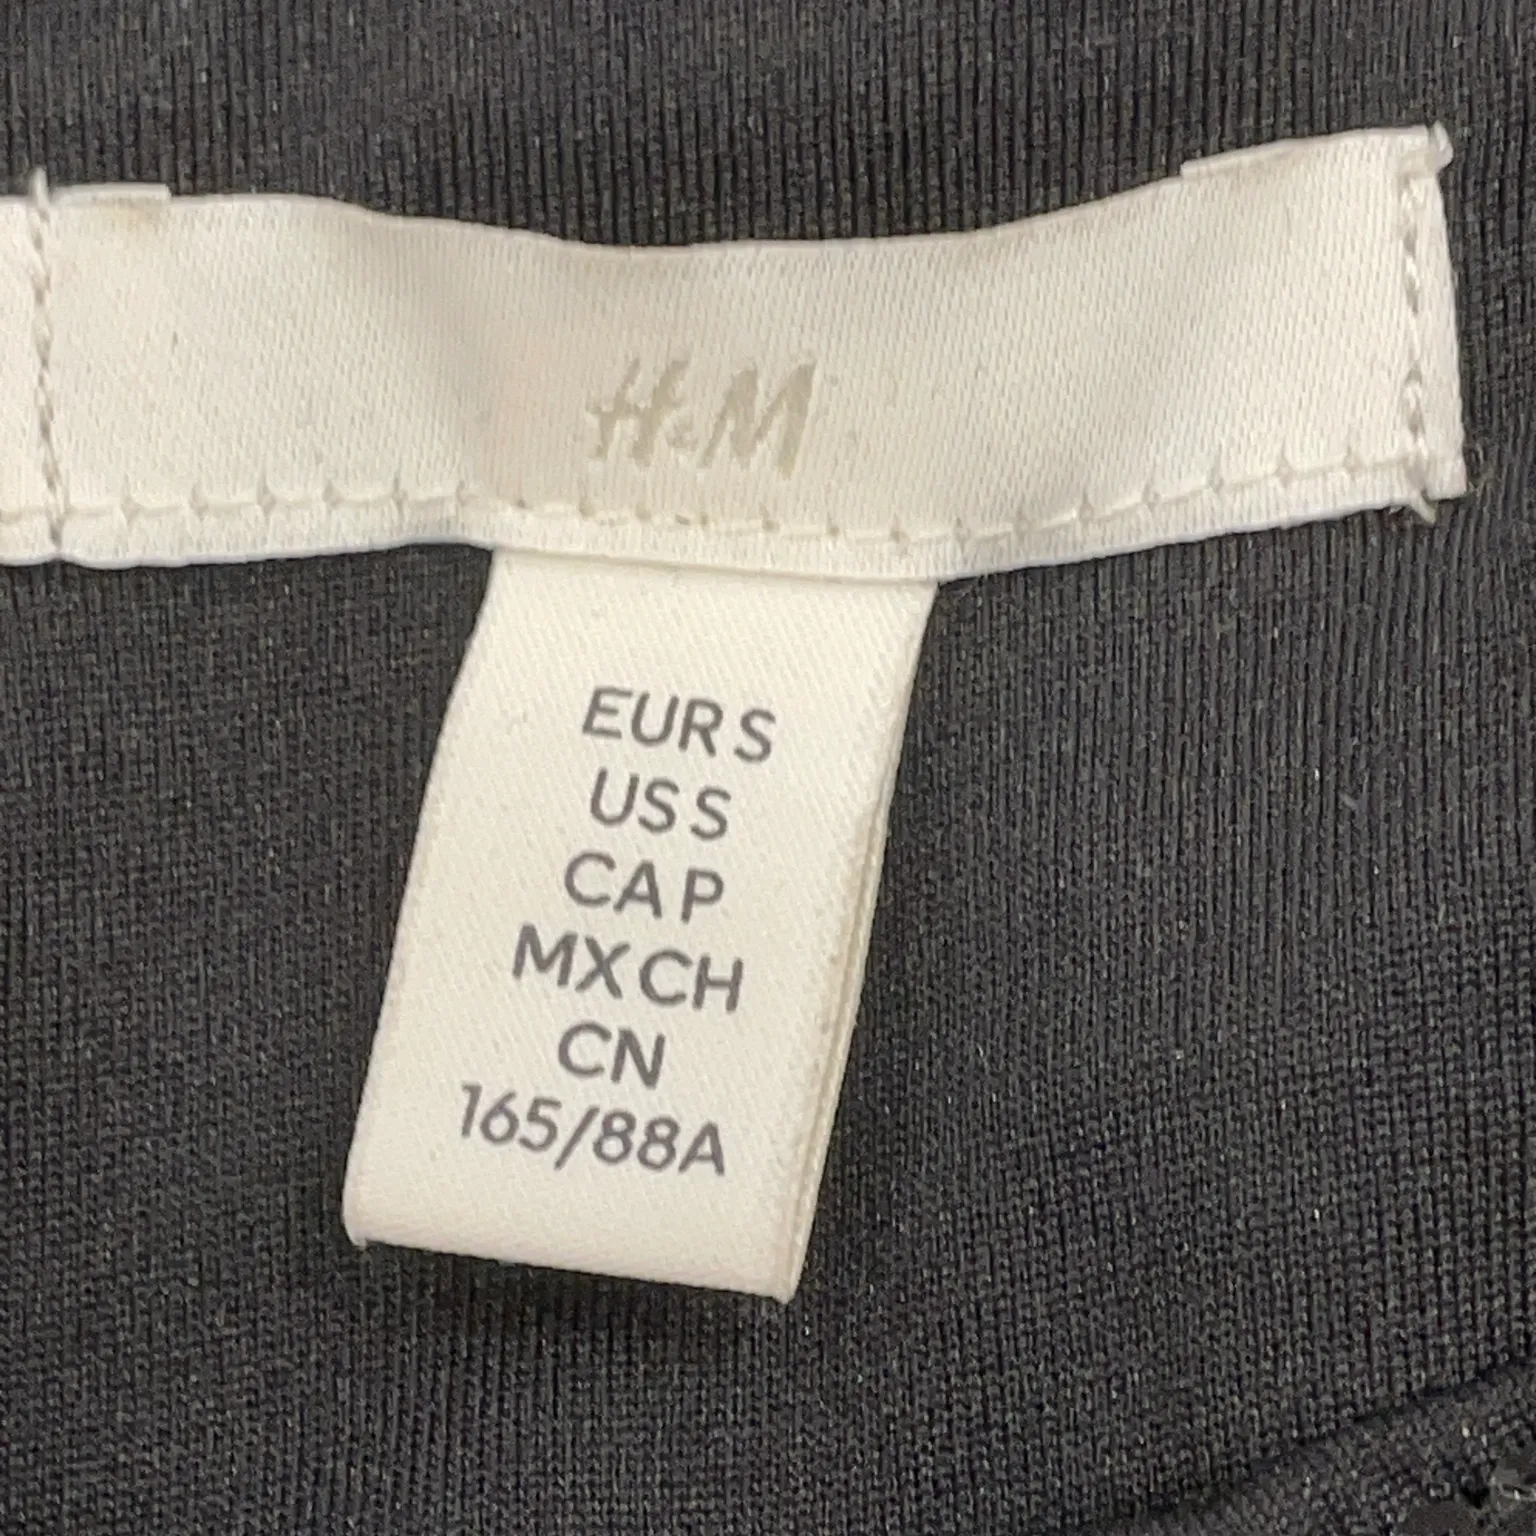 H&M
EUR S
US S
CA P
MX CH
CN
165/88A